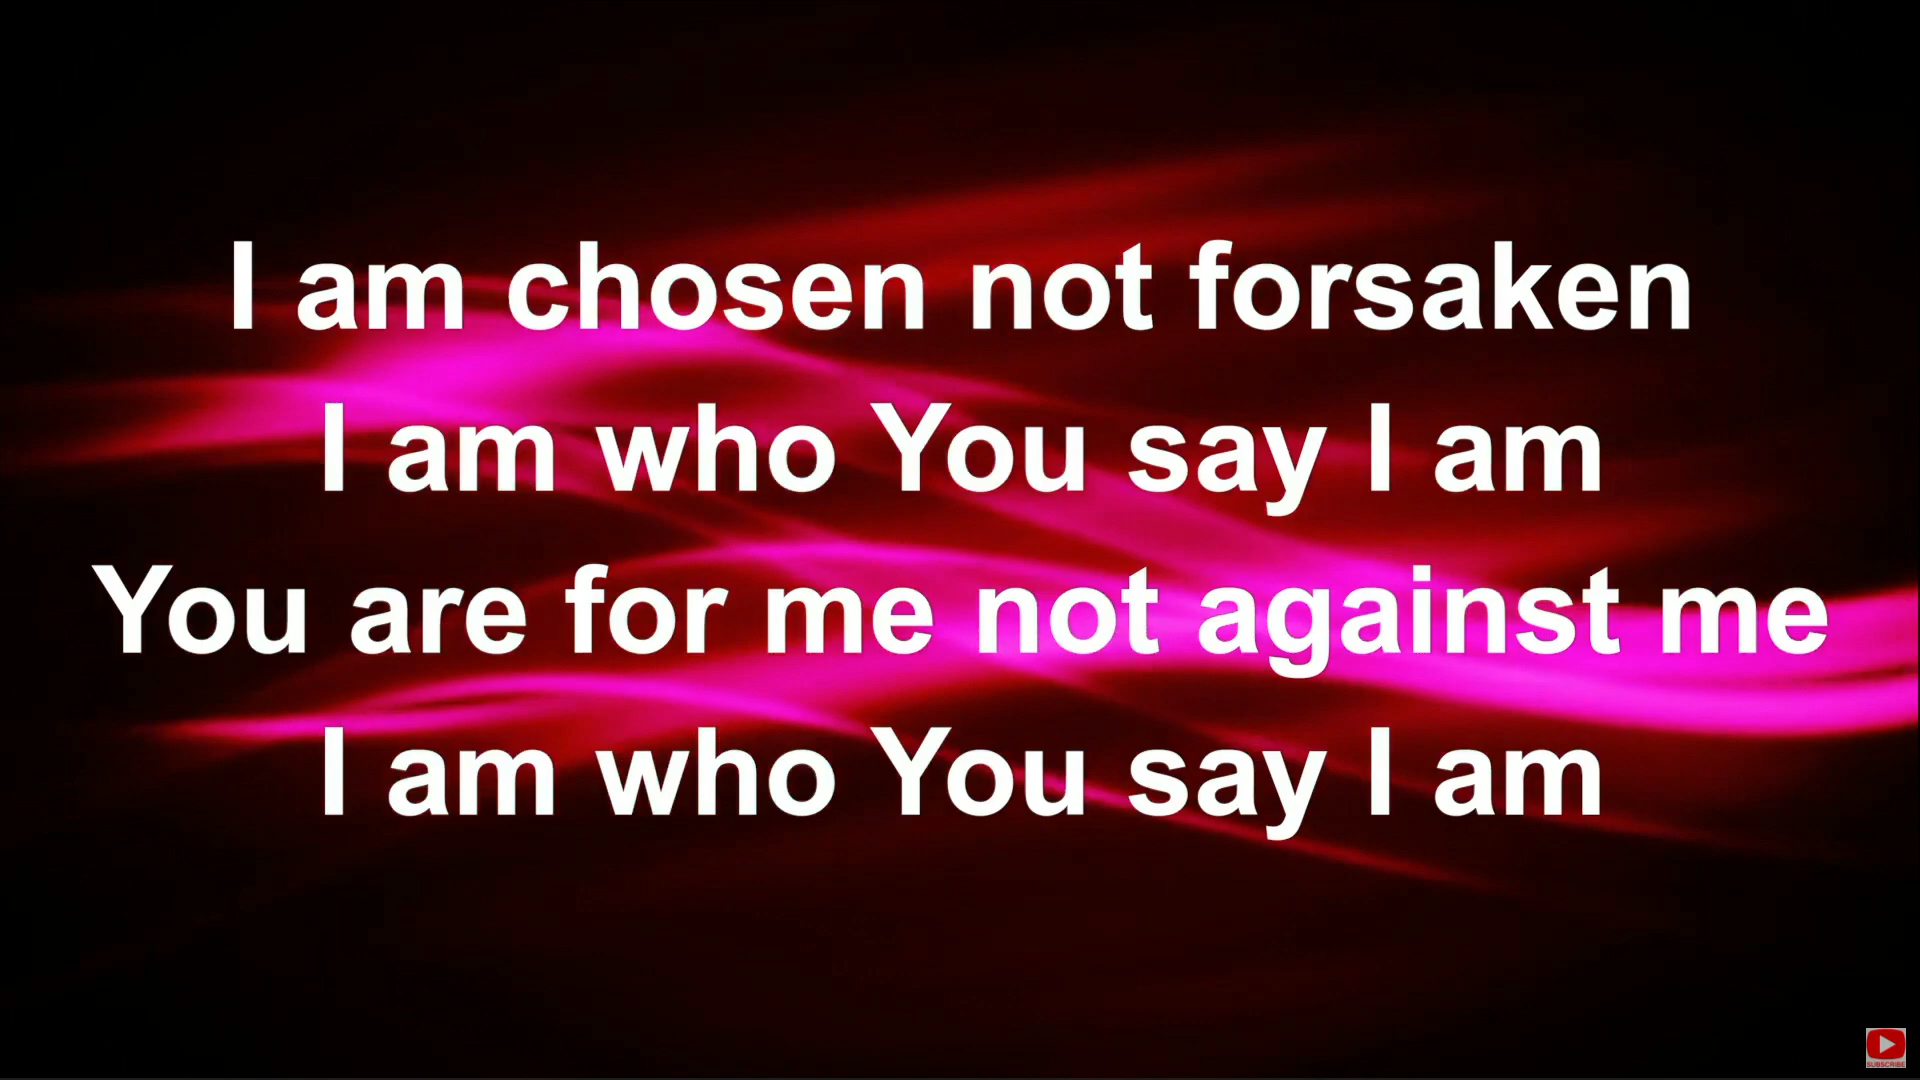 I am chosen not forsaken
I am who You say I am
You are for me not against me
I am who You say I am
SUBSCRIBE